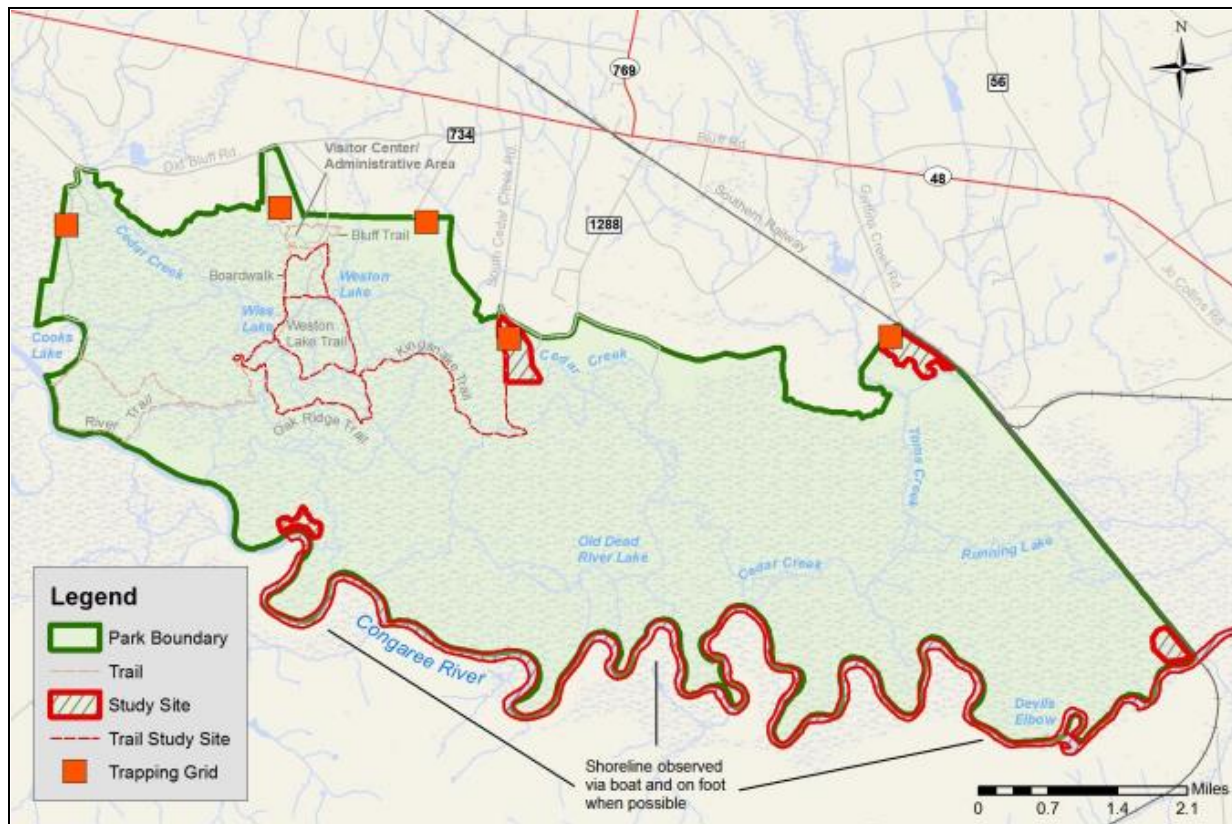 N
769
56
734
Bluff Rd.
Old Bluff Rd
Visitor Center/
Administrative Area
South Cedar Creek Rd.
Southern Railway
Garners Creek Rd.
48
1288
Bluff Trail
Jo Collins Rd
Cedar Creek
Boardwalk
Weston
Lake
Wise
Lake
Weston
Lake Trail
Cooks
Lake
Kingsnake Trail
Cedar Creek
River Trail
Oak Ridge Trail
Toms Creek
Old Dead
River Lake
Running Lake
Cedar Creek
Congaree River
Devils
Elbow
Legend
Park Boundary
Trail
Study Site
Trail Study Site
Trapping Grid
Shoreline observed
via boat and on foot
when possible
Miles
0 0.7 1.4 2.1